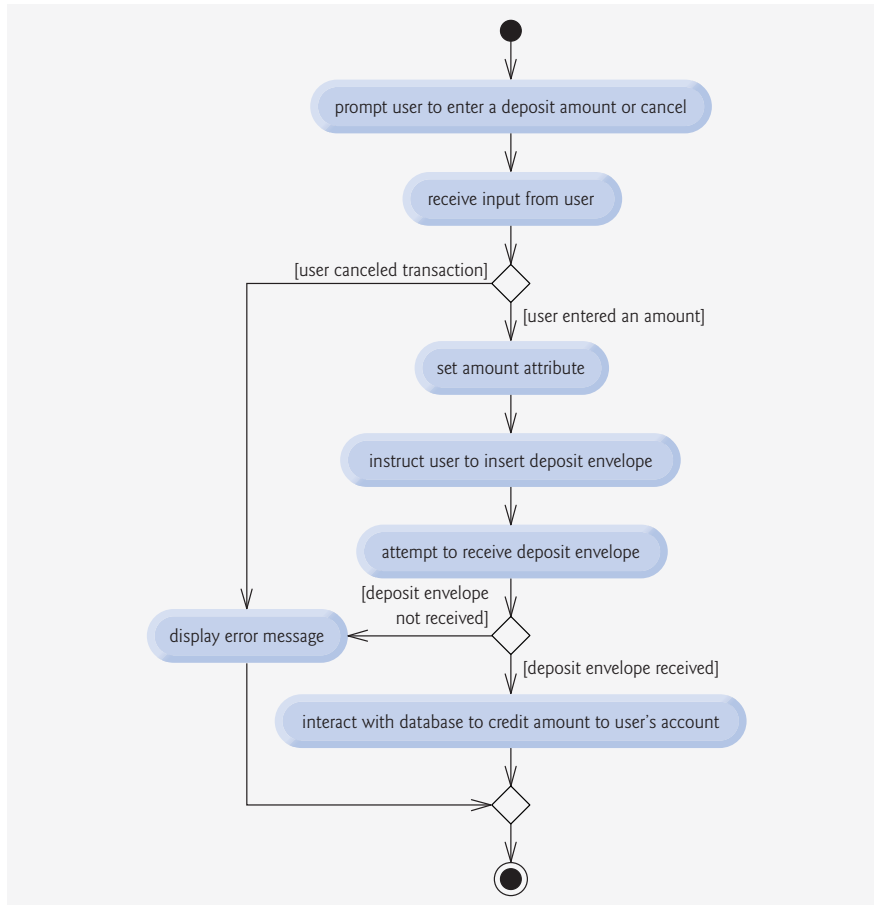 prompt user to enter a deposit amount or cancel
receive input from user
[user canceled transaction]
[user entered an amount]
set amount attribute
instruct user to insert deposit envelope
attempt to receive deposit envelope
[deposit envelope
not received]
display error message
[deposit envelope received]
interact with database to credit amount to user's account